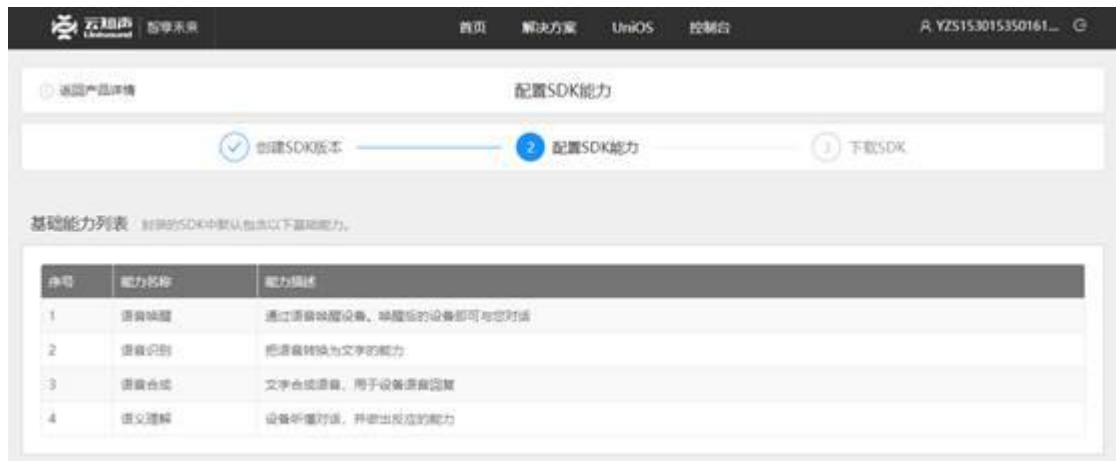 云知声 Unisound 智享未来 首页 解决方案 UniOS 控制台 YZS153015350161...
返回产品详情 配置SDK能力
创建SDK版本 2 配置SDK能力 3 下载SDK
基础能力列表 封装的SDK中默认包含以下基础能力。
序号 能力名称 能力描述
1 语音唤醒 通过语音唤醒设备，唤醒后的设备即可与您对话
2 语音识别 把语音转换为文字的能力
3 语音合成 文字合成语音，用于设备语音回复
4 语义理解 设备听懂对话，并做出反应的能力